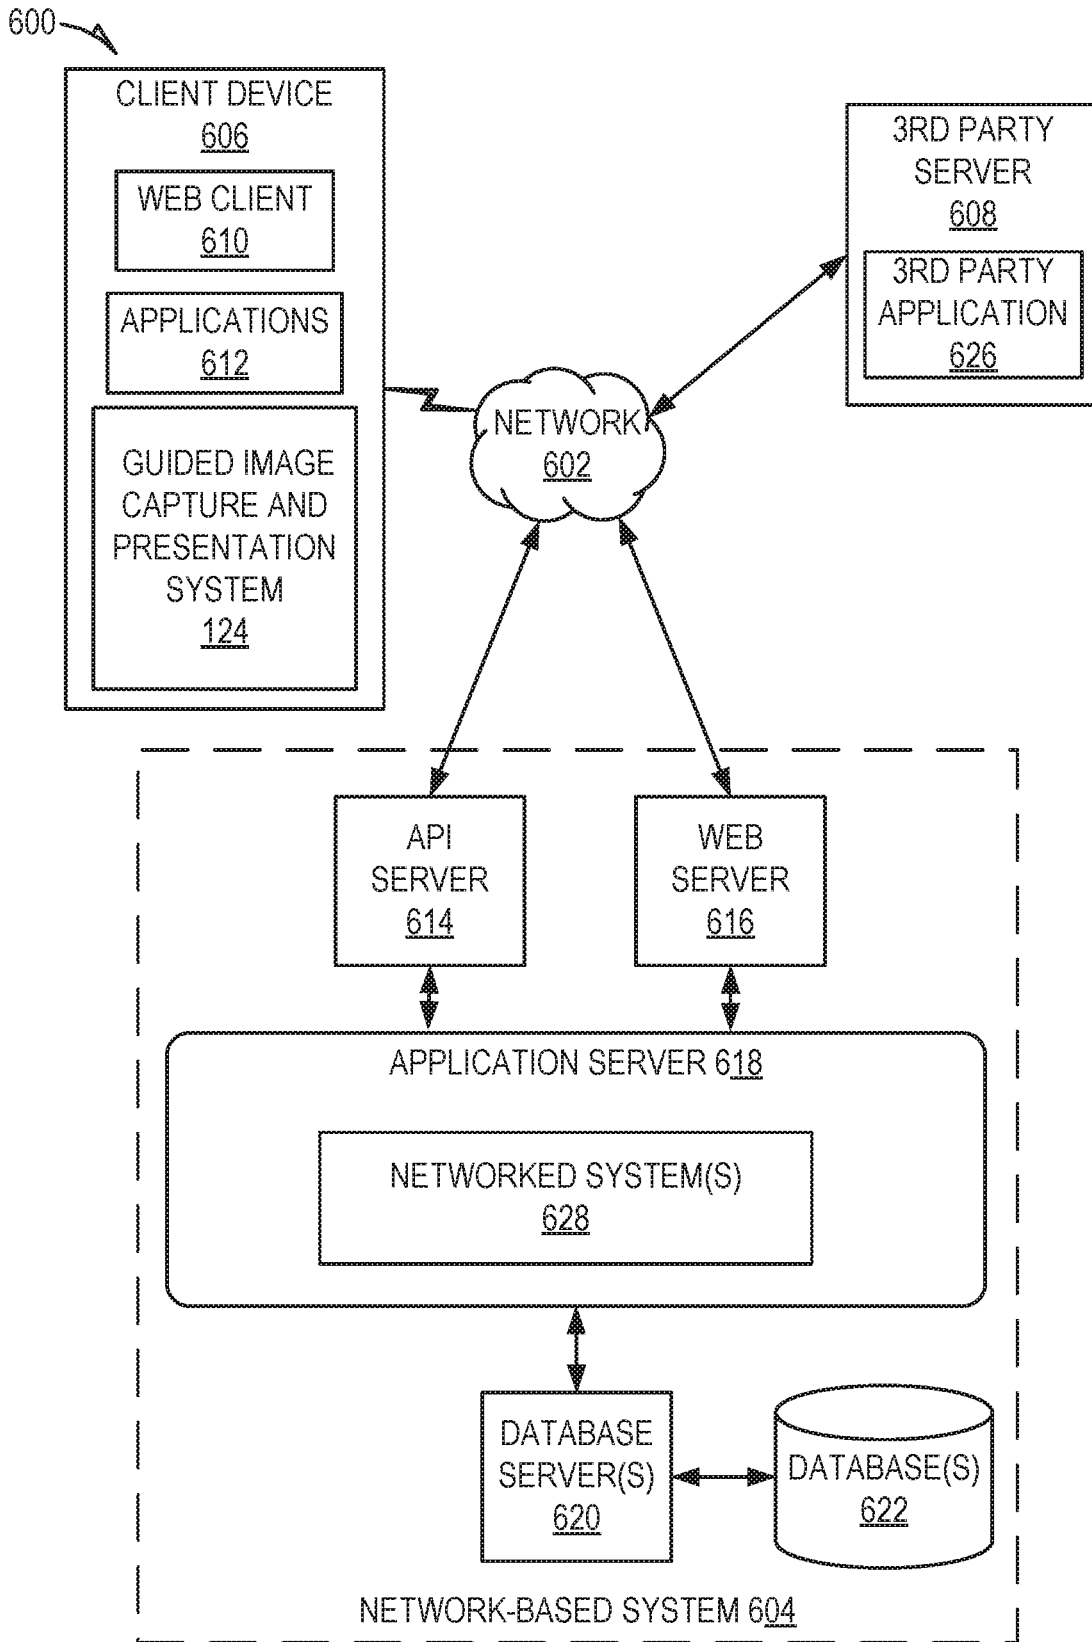 600
CLIENT DEVICE
606
WEB CLIENT
610
APPLICATIONS
612
GUIDED IMAGE
CAPTURE AND
PRESENTATION
SYSTEM
124
3RD PARTY
SERVER
608
3RD PARTY
APPLICATION
626
NETWORK
602
API
SERVER
614
WEB
SERVER
616
APPLICATION SERVER 618
NETWORKED SYSTEM(S)
628
DATABASE
SERVER(S)
620
DATABASE(S)
622
NETWORK-BASED SYSTEM 604